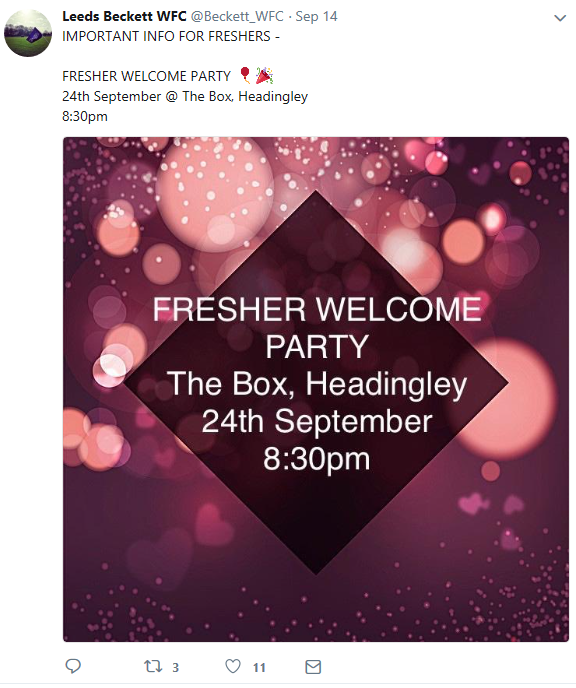 Leeds Beckett WFC @Beckett_WFC · Sep 14
IMPORTANT INFO FOR FRESHERS -
FRESHER WELCOME PARTY 🎈🎉
24th September @ The Box, Headingley
8:30pm
FRESHER WELCOME
PARTY
The Box, Headingley
24th September
8:30pm
3 11